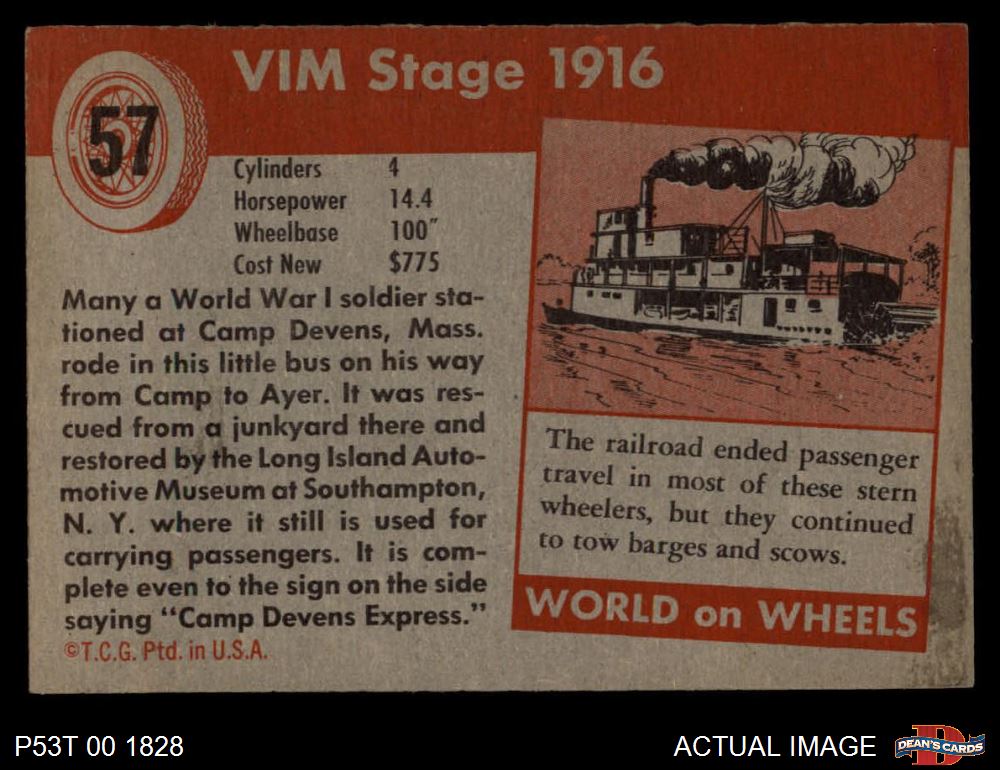 57
VIM Stage 1916
Cylinders 4
Horsepower 14.4
Wheelbase 100"
Cost New $775
Many a World War I soldier sta-
tioned at Camp Devens, Mass.
rode in this little bus on his way
from Camp to Ayer. It was res-
cued from a junkyard there and
restored by the Long Island Auto-
motive Museum at Southampton,
N. Y. where it still is used for
carrying passengers. It is com-
plete even to the sign on the side
saying "Camp Devens Express."
©T.C.G. Ptd. in U.S.A.
The railroad ended passenger
travel in most of these stern
wheelers, but they continued
to tow barges and scows.
WORLD on WHEELS
P53T 00 1828
ACTUAL IMAGE
D
DEAN'S CARDS